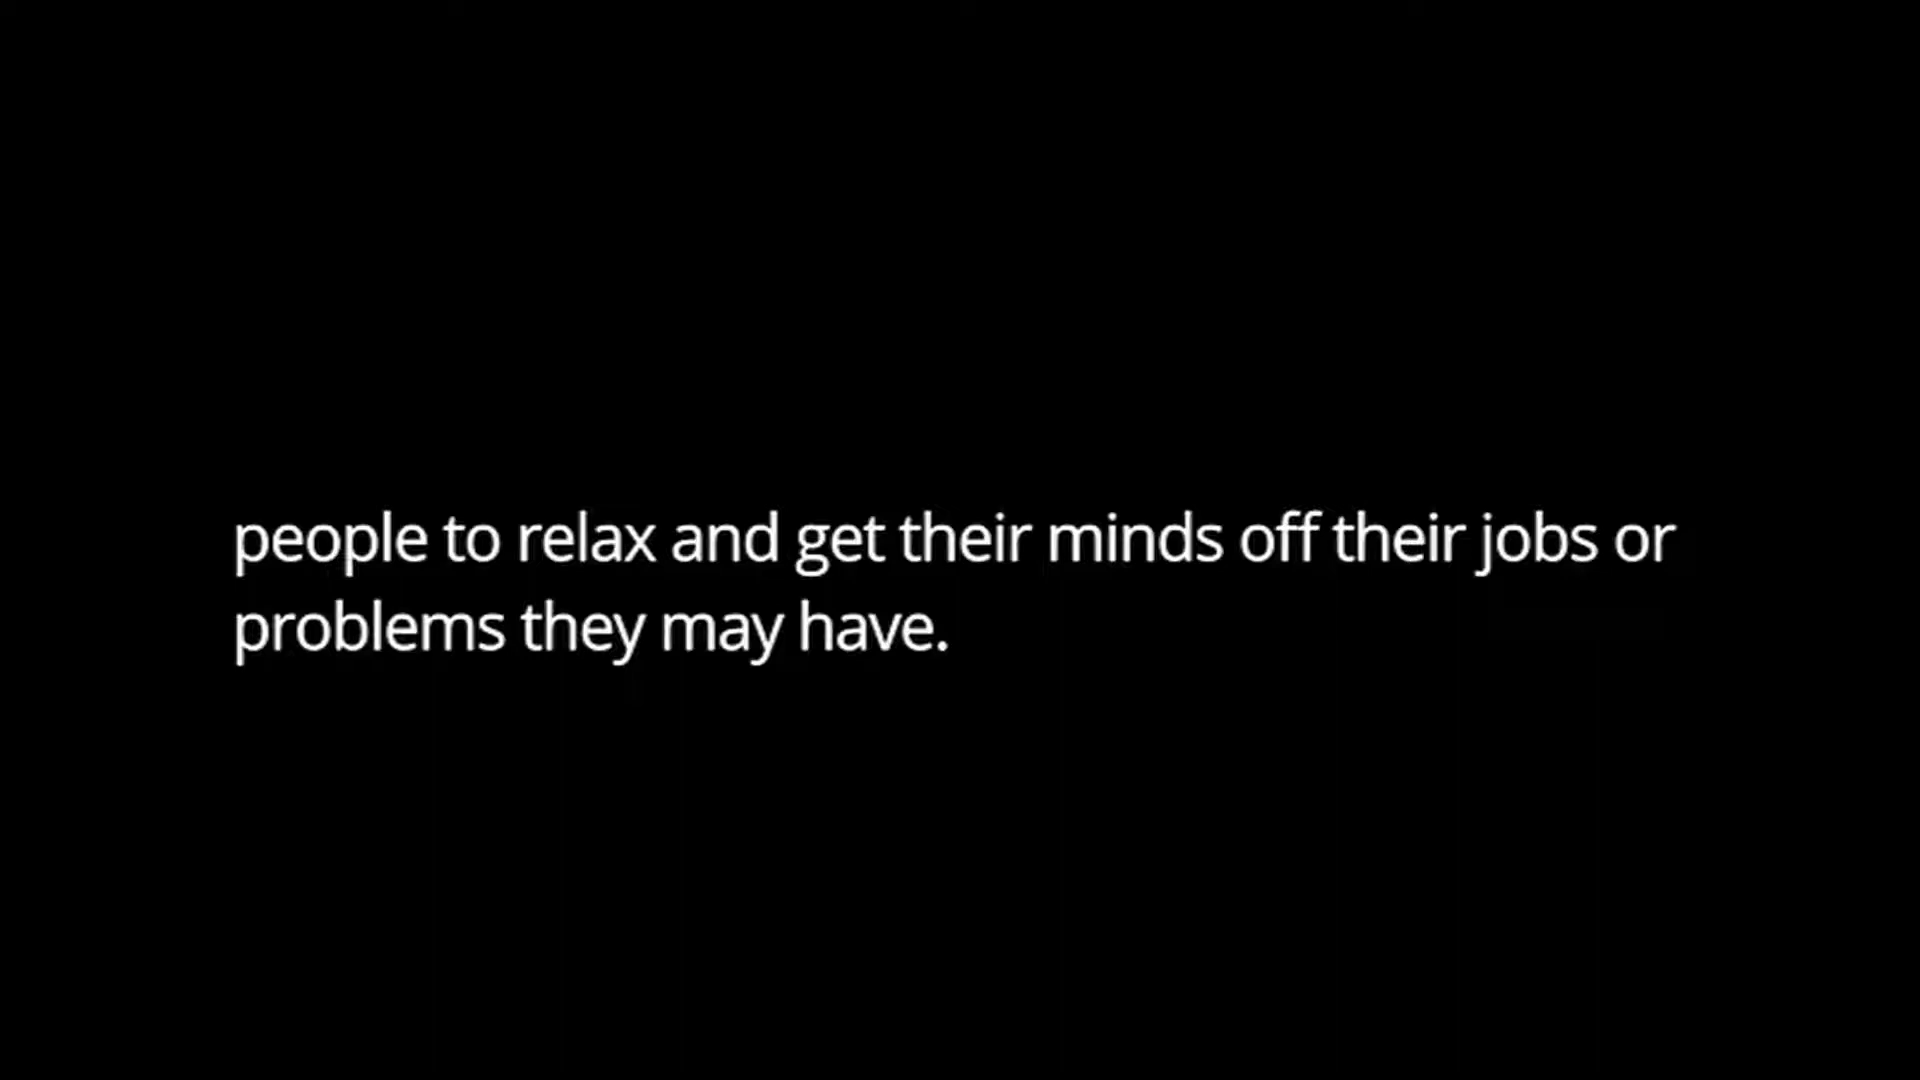 people to relax and get their minds off their jobs or
problems they may have.